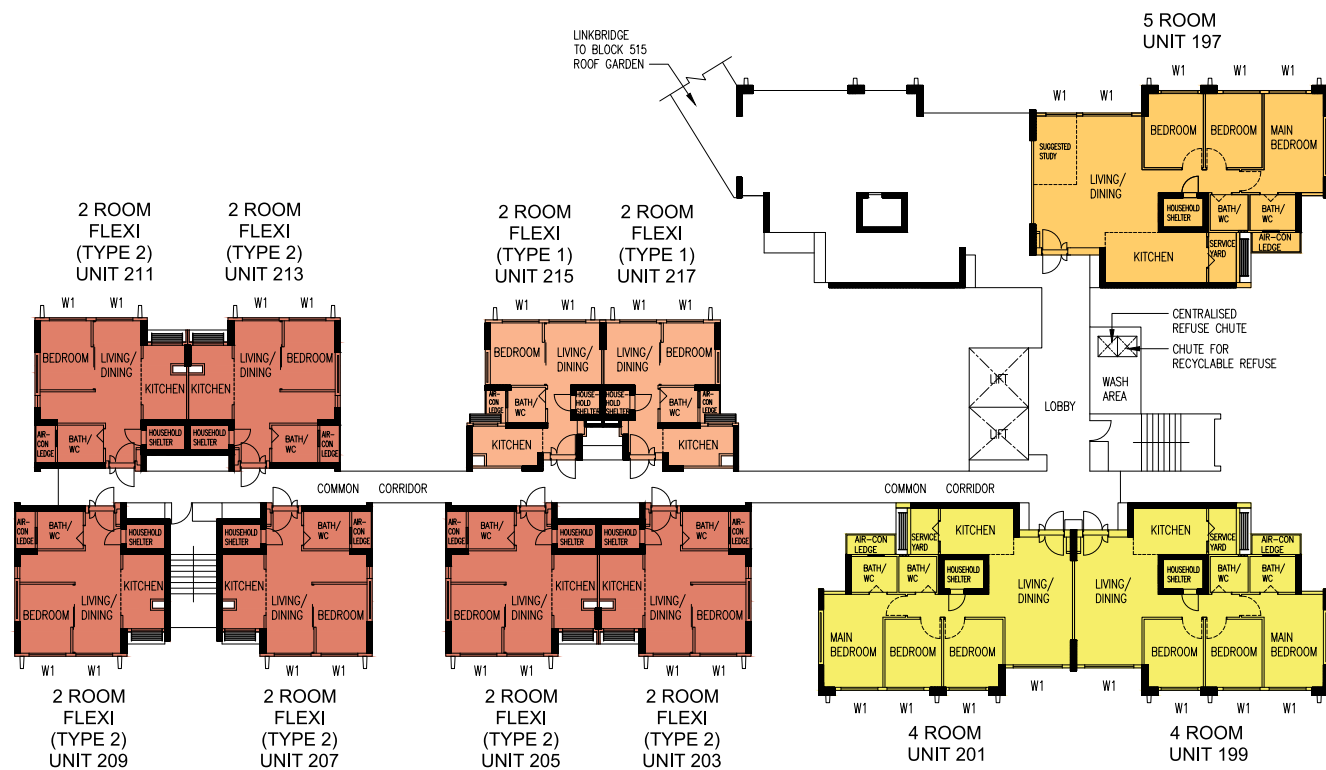 LINKBRIDGE
TO BLOCK 515
ROOF GARDEN
5 ROOM
UNIT 197
W1 W1 W1 W1
SUGGESTED
STUDY
BEDROOM
BEDROOM
MAIN
BEDROOM
LIVING/
DINING
HOUSEHOLD
SHELTER
BATH/
WC
BATH/
WC
KITCHEN
SERVICE
YARD
AIR-CON
LEDGE
2 ROOM
FLEXI
(TYPE 2)
UNIT 211
2 ROOM
FLEXI
(TYPE 2)
UNIT 213
2 ROOM
FLEXI
(TYPE 1)
UNIT 215
2 ROOM
FLEXI
(TYPE 1)
UNIT 217
W1 W1 W1 W1
BEDROOM
LIVING/
DINING
KITCHEN
KITCHEN
LIVING/
DINING
BEDROOM
AIR-
CON
LEDGE
BATH/
WC
HOUSEHOLD
SHELTER
HOUSEHOLD
SHELTER
BATH/
WC
AIR-
CON
LEDGE
W1 W1 W1 W1
BEDROOM
LIVING/
DINING
LIVING/
DINING
BEDROOM
AIR-
CON
LEDGE
BATH/
WC
HOUSE-
HOLD
SHELTER
HOUSE-
HOLD
SHELTER
BATH/
WC
AIR-
CON
LEDGE
KITCHEN
KITCHEN
CENTRALISED
REFUSE CHUTE
CHUTE FOR
RECYCLABLE REFUSE
WASH
AREA
LIFT
LIFT
LOBBY
COMMON CORRIDOR
COMMON CORRIDOR
AIR-
CON
LEDGE
BATH/
WC
HOUSEHOLD
SHELTER
KITCHEN
BEDROOM
LIVING/
DINING
W1 W1
HOUSEHOLD
SHELTER
BATH/
WC
AIR-
CON
LEDGE
KITCHEN
LIVING/
DINING
BEDROOM
W1 W1
AIR-
CON
LEDGE
BATH/
WC
HOUSEHOLD
SHELTER
KITCHEN
BEDROOM
LIVING/
DINING
W1 W1
HOUSEHOLD
SHELTER
BATH/
WC
AIR-
CON
LEDGE
KITCHEN
LIVING/
DINING
BEDROOM
W1 W1
AIR-CON
LEDGE
SERVICE
YARD
KITCHEN
BATH/
WC
BATH/
WC
HOUSEHOLD
SHELTER
LIVING/
DINING
MAIN
BEDROOM
BEDROOM
BEDROOM
W1
W1 W1 W1
KITCHEN
SERVICE
YARD
AIR-CON
LEDGE
HOUSEHOLD
SHELTER
BATH/
WC
BATH/
WC
LIVING/
DINING
BEDROOM
BEDROOM
MAIN
BEDROOM
W1
W1 W1 W1
2 ROOM
FLEXI
(TYPE 2)
UNIT 209
2 ROOM
FLEXI
(TYPE 2)
UNIT 207
2 ROOM
FLEXI
(TYPE 2)
UNIT 205
2 ROOM
FLEXI
(TYPE 2)
UNIT 203
4 ROOM
UNIT 201
4 ROOM
UNIT 199